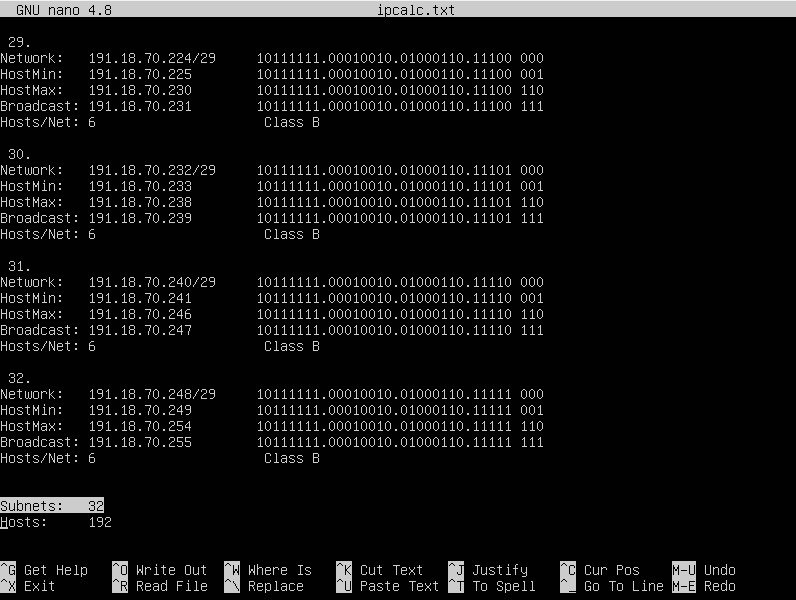 GNU nano 4.8 ipcalc.txt
29.
Network: 191.18.70.224/29 10111111.00010010.01000110.11100 000
HostMin: 191.18.70.225 10111111.00010010.01000110.11100 001
HostMax: 191.18.70.230 10111111.00010010.01000110.11100 110
Broadcast: 191.18.70.231 10111111.00010010.01000110.11100 111
Hosts/Net: 6 Class B
30.
Network: 191.18.70.232/29 10111111.00010010.01000110.11101 000
HostMin: 191.18.70.233 10111111.00010010.01000110.11101 001
HostMax: 191.18.70.238 10111111.00010010.01000110.11101 110
Broadcast: 191.18.70.239 10111111.00010010.01000110.11101 111
Hosts/Net: 6 Class B
31.
Network: 191.18.70.240/29 10111111.00010010.01000110.11110 000
HostMin: 191.18.70.241 10111111.00010010.01000110.11110 001
HostMax: 191.18.70.246 10111111.00010010.01000110.11110 110
Broadcast: 191.18.70.247 10111111.00010010.01000110.11110 111
Hosts/Net: 6 Class B
32.
Network: 191.18.70.248/29 10111111.00010010.01000110.11111 000
HostMin: 191.18.70.249 10111111.00010010.01000110.11111 001
HostMax: 191.18.70.254 10111111.00010010.01000110.11111 110
Broadcast: 191.18.70.255 10111111.00010010.01000110.11111 111
Hosts/Net: 6 Class B
Subnets: 32
Hosts: 192
^G Get Help ^O Write Out ^W Where Is ^K Cut Text ^J Justify ^C Cur Pos M-U Undo
^X Exit ^R Read File ^\ Replace ^U Paste Text ^T To Spell ^_ Go To Line M-E Redo